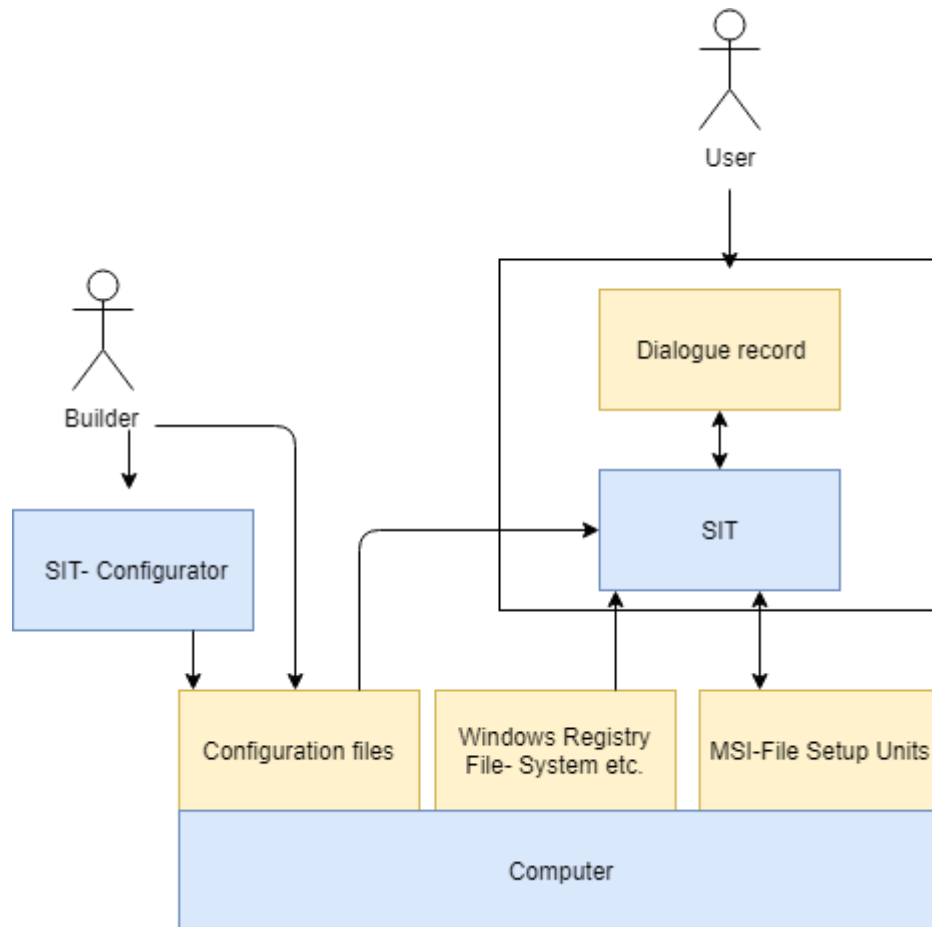 User
Dialogue record
Builder
SIT- Configurator
SIT
Configuration files
Windows Registry
File- System etc.
MSI-File Setup Units
Computer